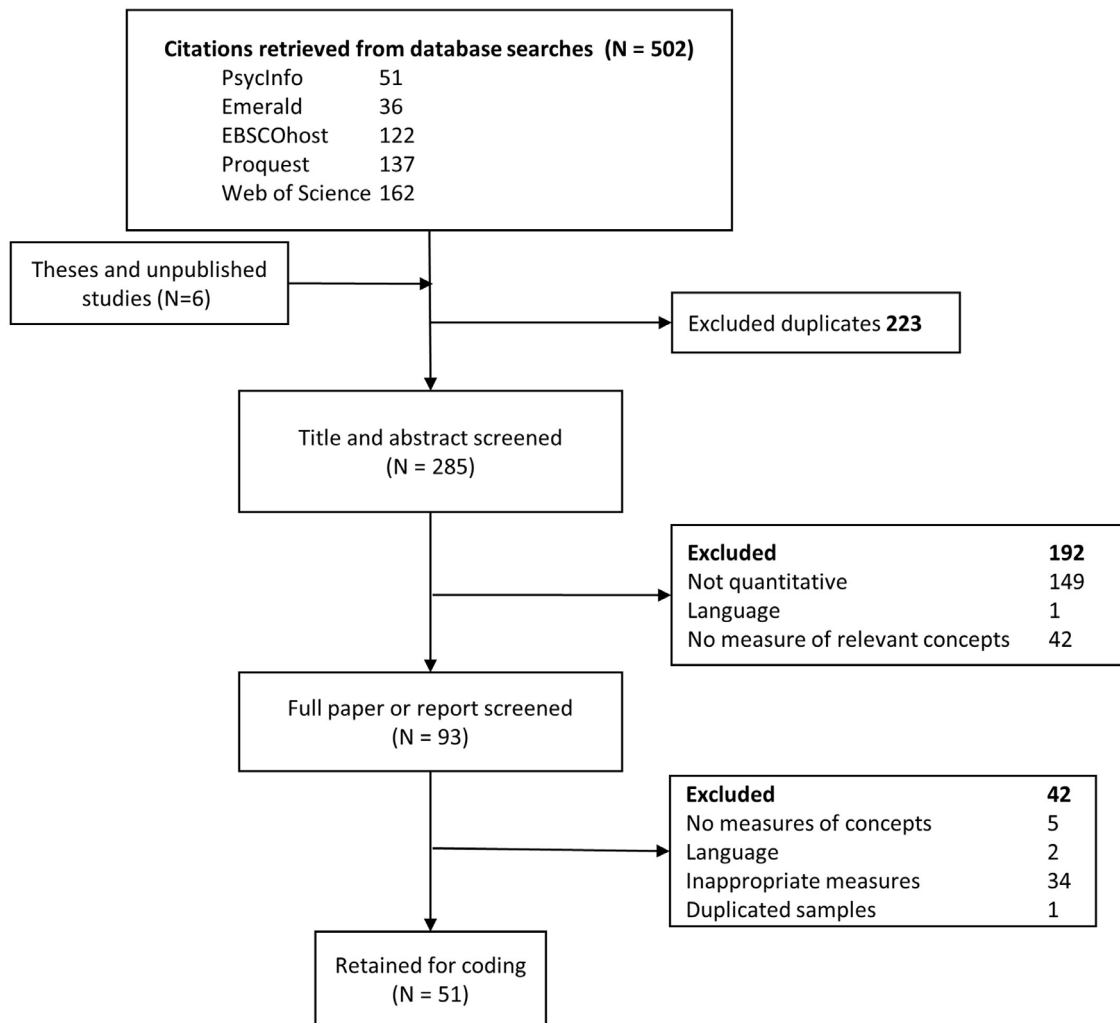 Citations retrieved from database searches (N = 502)
PsycInfo 51
Emerald 36
EBSCOhost 122
Proquest 137
Web of Science 162
Theses and unpublished
studies (N=6)
Excluded duplicates 223
Title and abstract screened
(N = 285)
Excluded 192
Not quantitative 149
Language 1
No measure of relevant concepts 42
Full paper or report screened
(N = 93)
Excluded 42
No measures of concepts 5
Language 2
Inappropriate measures 34
Duplicated samples 1
Retained for coding
(N = 51)